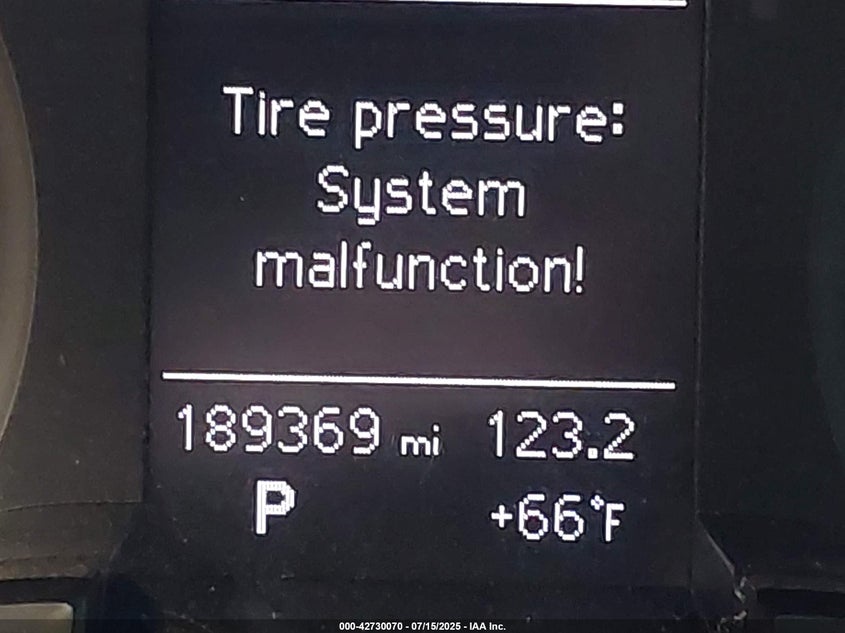 Tire pressure:
System
malfunction!
189369 mi 123.2
P +66°F
000-42730070 - 07/15/2025 - IAA Inc.